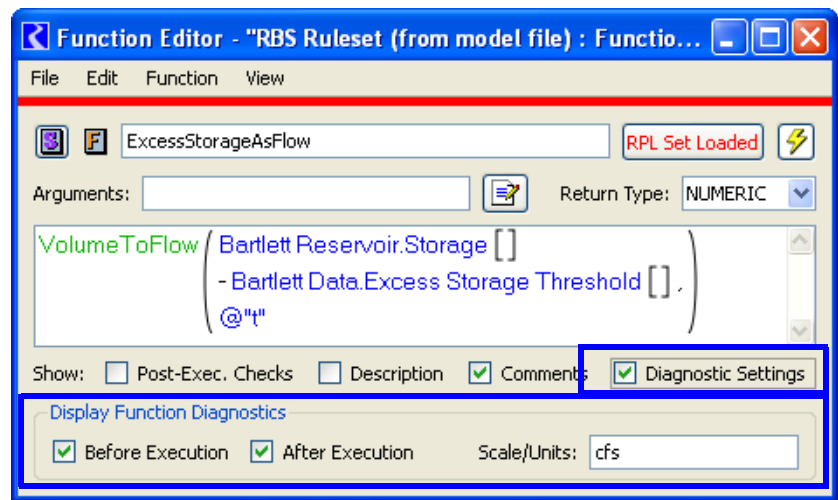 Function Editor - "RBS Ruleset (from model file) : Functio...
File Edit Function View
S F ExcessStorageAsFlow RPL Set Loaded
Arguments: Return Type: NUMERIC
VolumeToFlow ( Bartlett Reservoir.Storage []
- Bartlett Data.Excess Storage Threshold [] ,
@"t" )
Show: Post-Exec. Checks Description Comments Diagnostic Settings
Display Function Diagnostics
Before Execution After Execution Scale/Units: cfs